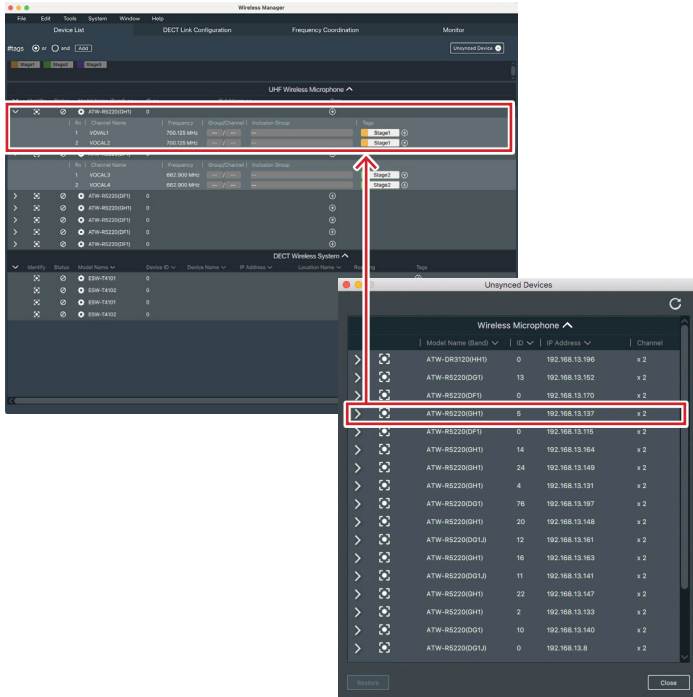 Wireless Manager
File Edit Tools System Window Help
Device List DECT Link Configuration Frequency Coordination Monitor
#tags or and Add Unsynced Device
Stage1 Stage2 Stage3
UHF Wireless Microphone
ATW-R5220(GH1) 0
No Channel Name Frequency Group/Channel Inclusion Group Tags
1 VOVAL1 700.125 MHz -- / -- -- Stage1
2 VOCAL2 700.125 MHz -- / -- -- Stage1
No Channel Name Frequency Group/Channel Inclusion Group
1 VOCAL3 662.900 MHz -- / -- -- Stage2
2 VOCAL4 662.900 MHz -- / -- -- Stage2
ATW-R5220(DF1) 0
ATW-R5220(GH1) 0
ATW-R5220(DF1) 0
ATW-R5220(DF1) 0
ATW-R5220(DF1) 0
DECT Wireless System
Identify Status Model Name Device ID Device Name IP Address Location Name Tags
ESW-T4101 0
ESW-T4102 0
ESW-T4101 0
ESW-T4102 0
Unsynced Devices
Wireless Microphone
Model Name (Band) ID IP Address Channel
ATW-DR3120(HH1) 0 192.168.13.196 x 2
ATW-R5220(DG1) 13 192.168.13.152 x 2
ATW-R5220(DF1) 0 192.168.13.170 x 2
ATW-R5220(GH1) 5 192.168.13.137 x 2
ATW-R5220(DF1) 0 192.168.13.115 x 2
ATW-R5220(GH1) 14 192.168.13.164 x 2
ATW-R5220(GH1) 24 192.168.13.149 x 2
ATW-R5220(GH1) 4 192.168.13.131 x 2
ATW-R5220(DG1) 76 192.168.13.197 x 2
ATW-R5220(GH1) 20 192.168.13.148 x 2
ATW-R5220(DG1J) 12 192.168.13.161 x 2
ATW-R5220(GH1) 16 192.168.13.163 x 2
ATW-R5220(DG1J) 11 192.168.13.141 x 2
ATW-R5220(GH1) 22 192.168.13.147 x 2
ATW-R5220(GH1) 2 192.168.13.133 x 2
ATW-R5220(DG1) 10 192.168.13.140 x 2
ATW-R5220(DG1J) 0 192.168.13.8 x 2
Restore Close